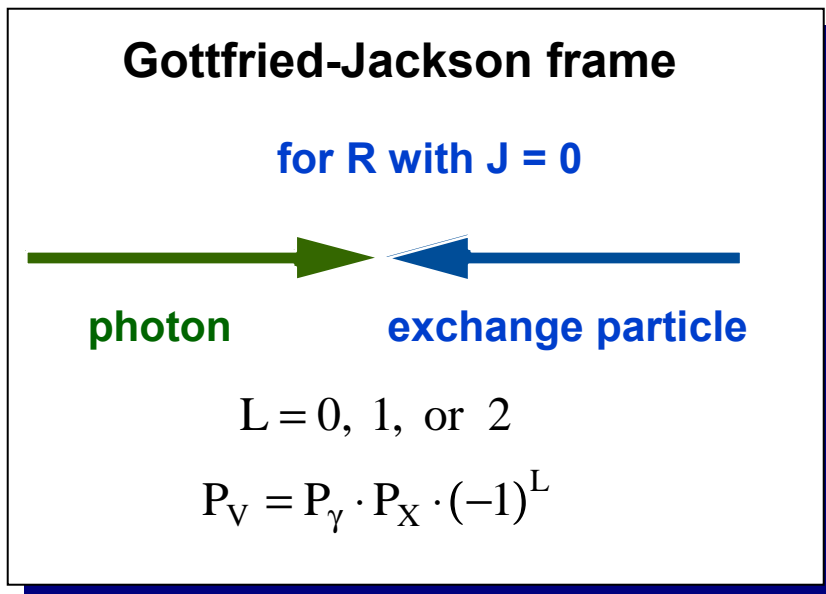 Gottfried-Jackson frame
for R with J = 0
photon exchange particle
L = 0, 1, or 2
P_V = P_γ · P_X · (−1)^L